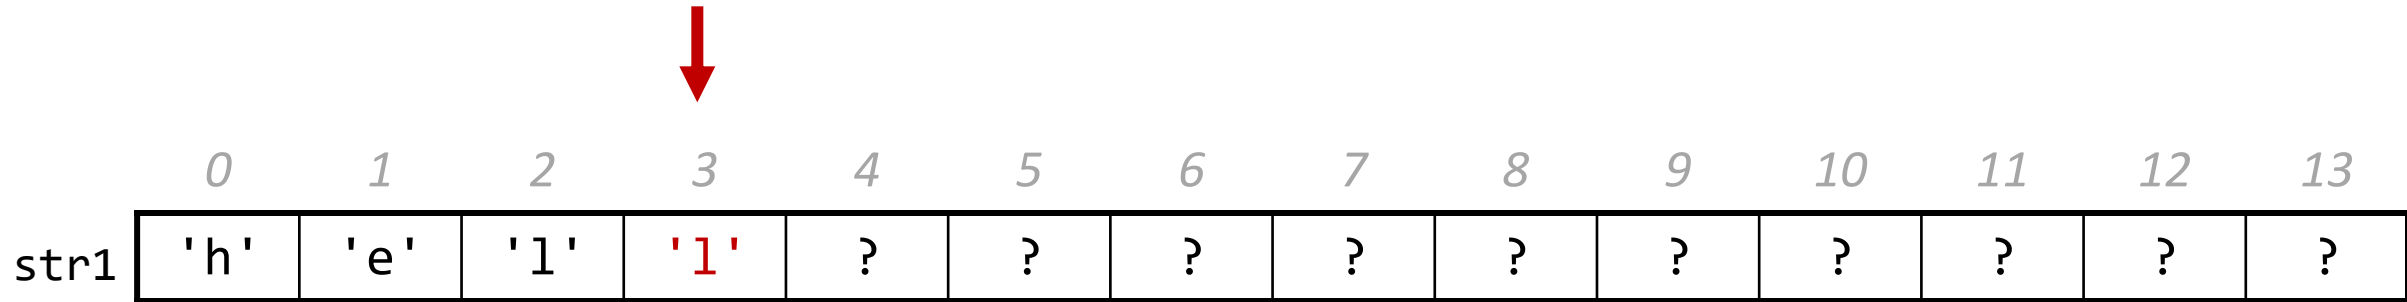 0 1 2 3 4 5 6 7 8 9 10 11 12 13
str1 'h' 'e' 'l' 'l' ? ? ? ? ? ? ? ? ? ?